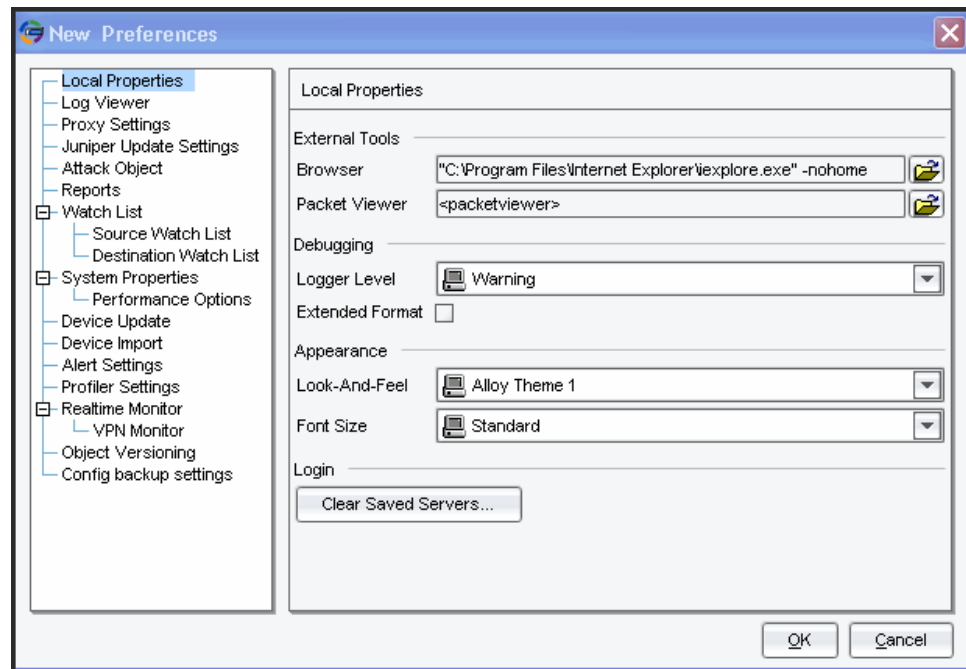 New Preferences
Local Properties
Log Viewer
Proxy Settings
Juniper Update Settings
Attack Object
Reports
Watch List
Source Watch List
Destination Watch List
System Properties
Performance Options
Device Update
Device Import
Alert Settings
Profiler Settings
Realtime Monitor
VPN Monitor
Object Versioning
Config backup settings
Local Properties
External Tools
Browser "C:\Program Files\Internet Explorer\iexplore.exe" -nohome
Packet Viewer <packetviewer>
Debugging
Logger Level Warning
Extended Format
Appearance
Look-And-Feel Alloy Theme 1
Font Size Standard
Login
Clear Saved Servers...
OK Cancel